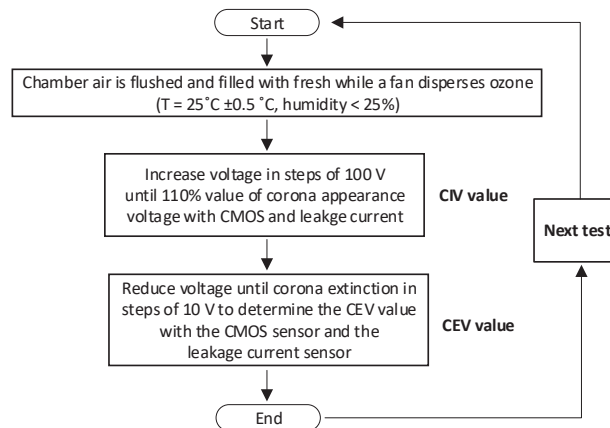 Start
Chamber air is flushed and filled with fresh while a fan disperses ozone
(T = 25˚C ±0.5 ˚C, humidity < 25%)
Increase voltage in steps of 100 V
until 110% value of corona appearance
voltage with CMOS and leakge current
CIV value
Next test
Reduce voltage until corona extinction in
steps of 10 V to determine the CEV value
with the CMOS sensor and the
leakage current sensor
CEV value
End